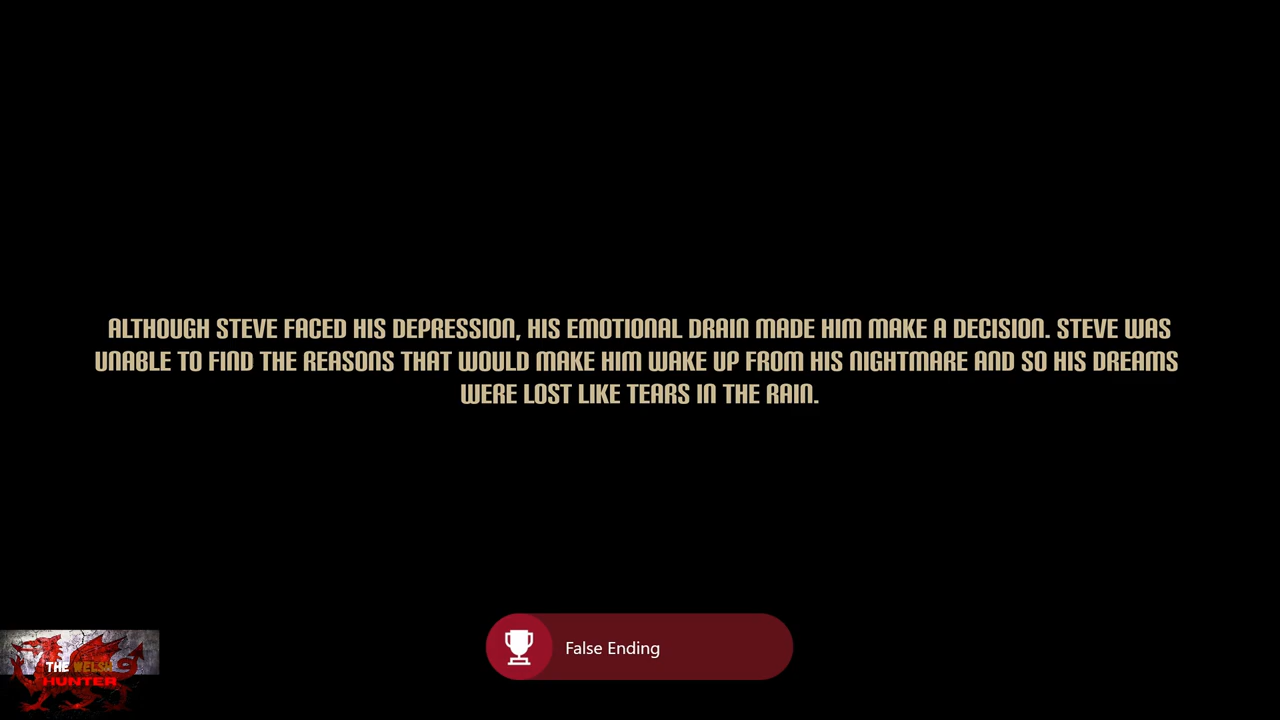 ALTHOUGH STEVE FACED HIS DEPRESSION, HIS EMOTIONAL DRAIN MADE HIM MAKE A DECISION. STEVE WAS
UNABLE TO FIND THE REASONS THAT WOULD MAKE HIM WAKE UP FROM HIS NIGHTMARE AND SO HIS DREAMS
WERE LOST LIKE TEARS IN THE RAIN.
False Ending
THE WELSH
HUNTER